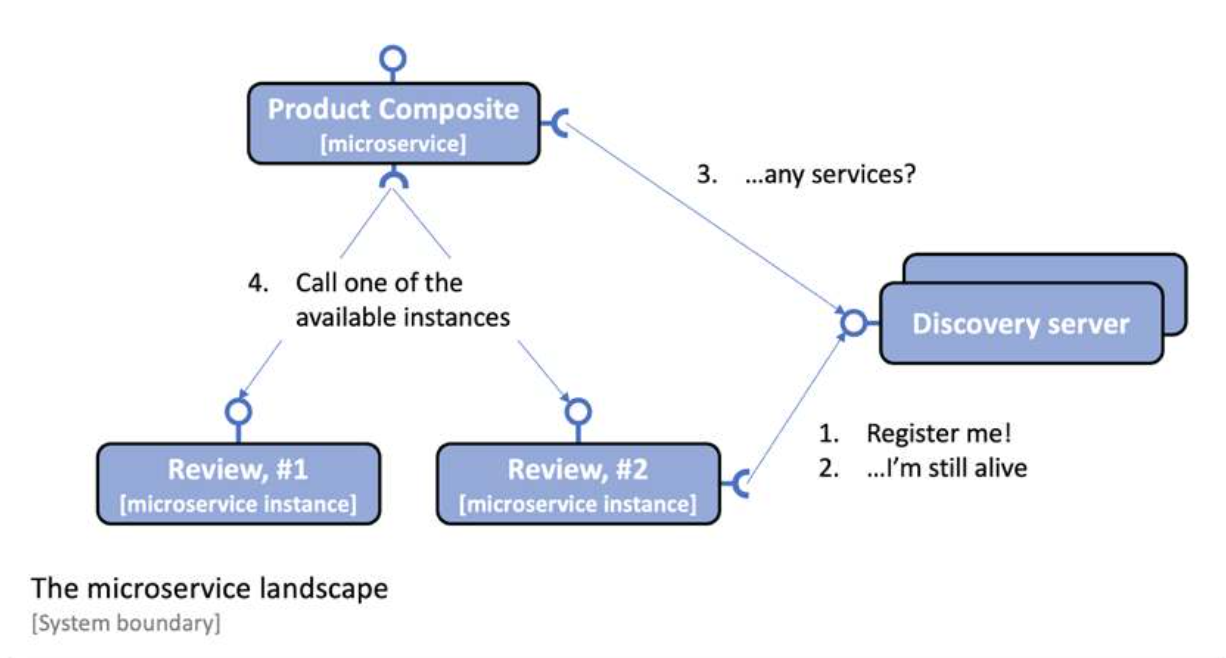 Product Composite
[microservice]
3. ...any services?
4. Call one of the
available instances
Discovery server
1. Register me!
2. ...I'm still alive
Review, #1
[microservice instance]
Review, #2
[microservice instance]
The microservice landscape
[System boundary]